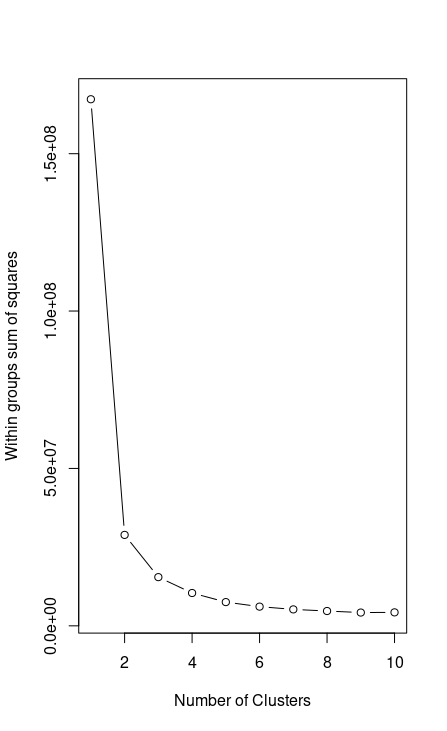 Within groups sum of squares
1.5e+08
1.0e+08
5.0e+07
0.0e+00
2 4 6 8 10
Number of Clusters